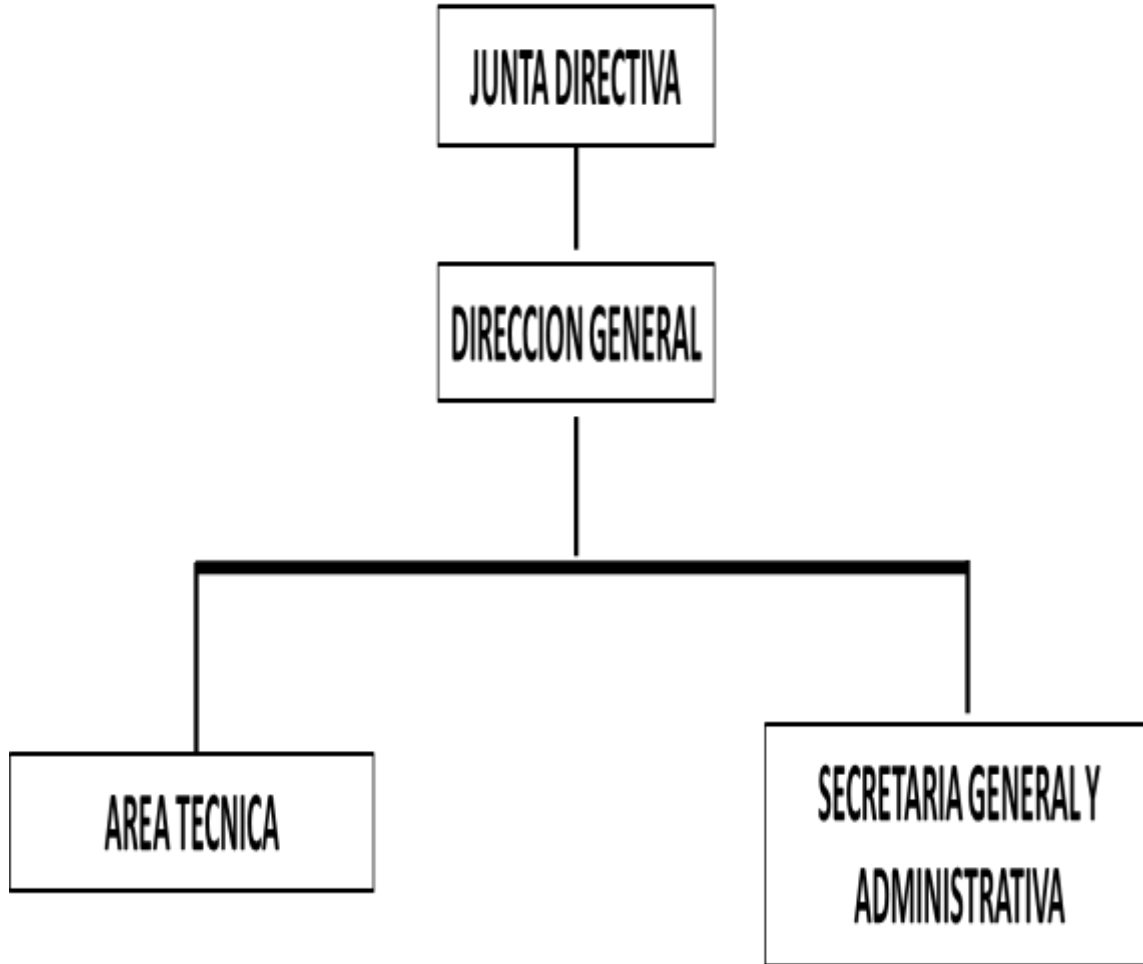 JUNTA DIRECTIVA
DIRECCION GENERAL
AREA TECNICA
SECRETARIA GENERAL Y
ADMINISTRATIVA